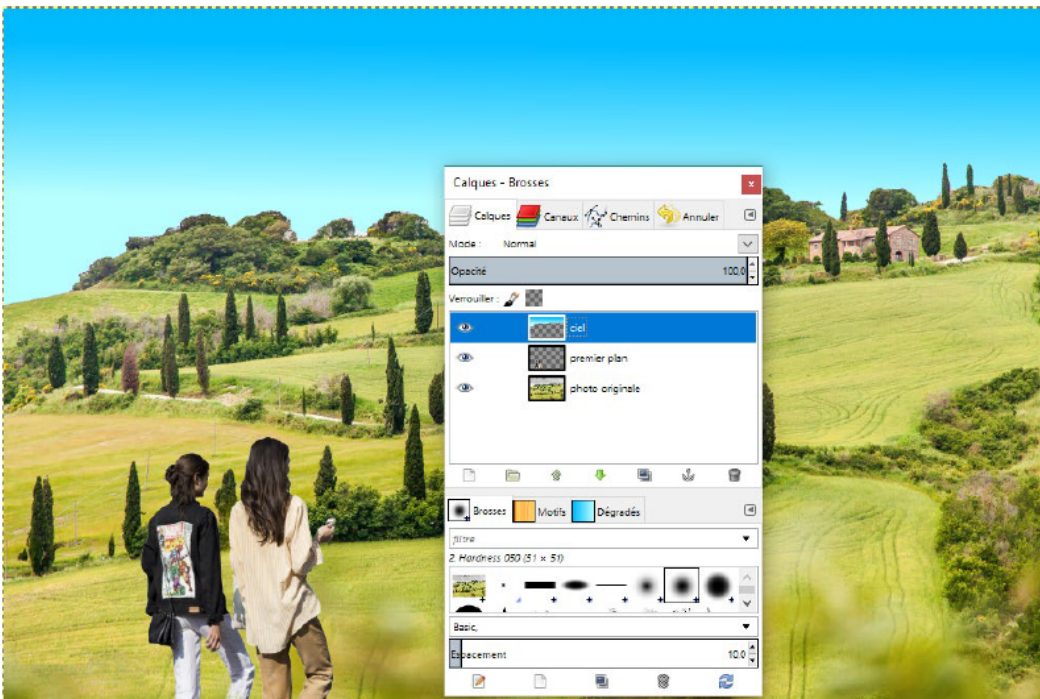 Calques - Brosses
Calques Canaux Chemins Annuler
Mode : Normal
Opacité 100,0
Verrouiller :
ciel
premier plan
photo originale
Brosses Motifs Dégradés
filtre
2. Hardness 050 (51 × 51)
Basic,
Espacement 10,0